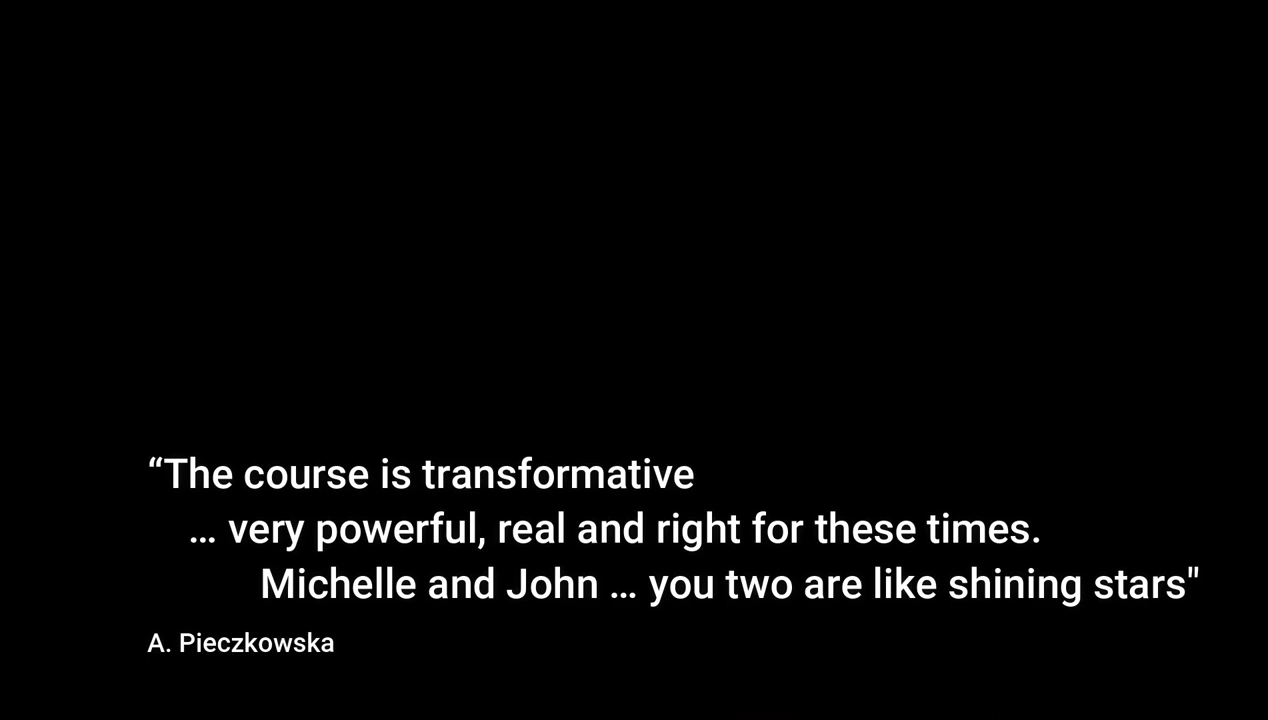 “The course is transformative
… very powerful, real and right for these times.
Michelle and John … you two are like shining stars"
A. Pieczkowska